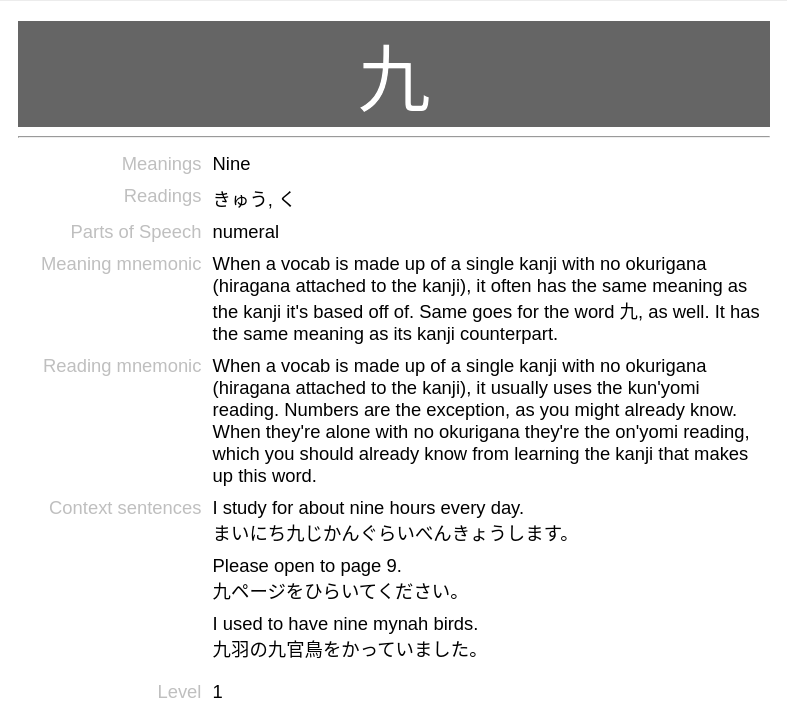 九
Meanings Nine
Readings きゅう, く
Parts of Speech numeral
Meaning mnemonic When a vocab is made up of a single kanji with no okurigana
(hiragana attached to the kanji), it often has the same meaning as
the kanji it's based off of. Same goes for the word 九, as well. It has
the same meaning as its kanji counterpart.
Reading mnemonic When a vocab is made up of a single kanji with no okurigana
(hiragana attached to the kanji), it usually uses the kun'yomi
reading. Numbers are the exception, as you might already know.
When they're alone with no okurigana they're the on'yomi reading,
which you should already know from learning the kanji that makes
up this word.
Context sentences I study for about nine hours every day.
まいにち九じかんぐらいべんきょうします。
Please open to page 9.
九ページをひらいてください。
I used to have nine mynah birds.
九羽の九官鳥をかっていました。
Level 1